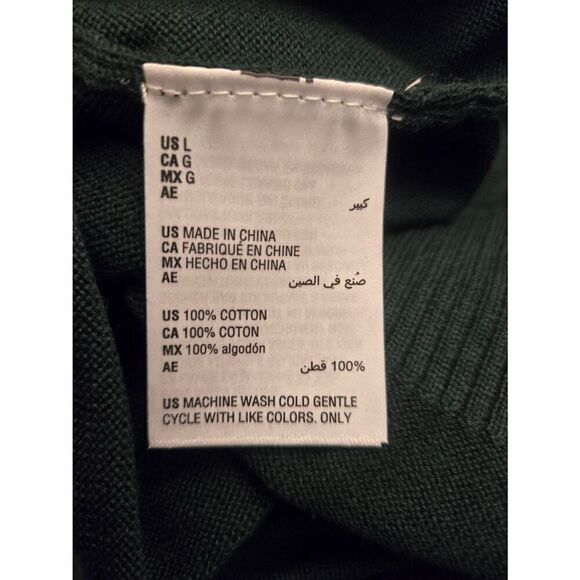 US L
CA G
MX G
AE
كبير
US MADE IN CHINA
CA FABRIQUÉ EN CHINE
MX HECHO EN CHINA
AE صُنع في الصين
US 100% COTTON
CA 100% COTON
MX 100% algodón
AE 100% قطن
US MACHINE WASH COLD GENTLE
CYCLE WITH LIKE COLORS. ONLY